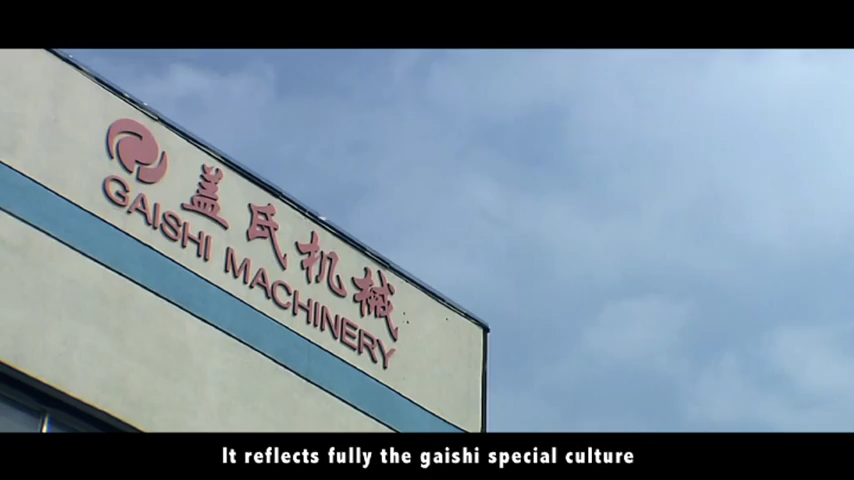 盖氏机械
GAISHI MACHINERY
It reflects fully the gaishi special culture